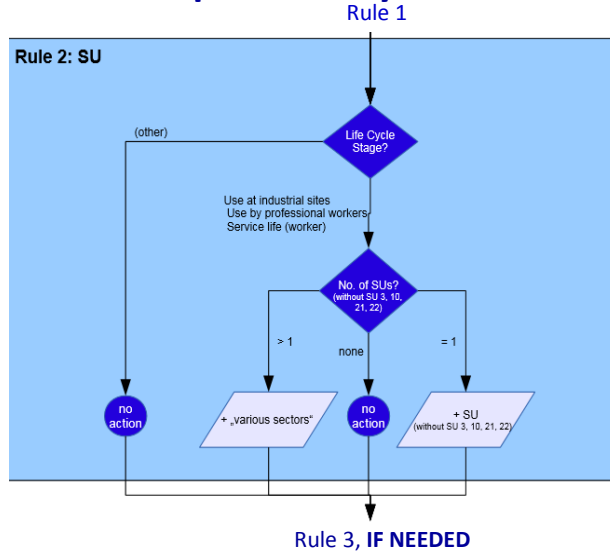 Rule 1
Rule 2: SU
Life Cycle
Stage?
(other)
Use at industrial sites
Use by professional workers
Service life (worker)
No. of SUs?
(without SU 3, 10,
21, 22)
> 1
none
= 1
no
action
+ „various sectors“
no
action
+ SU
(without SU 3, 10, 21, 22)
Rule 3, IF NEEDED